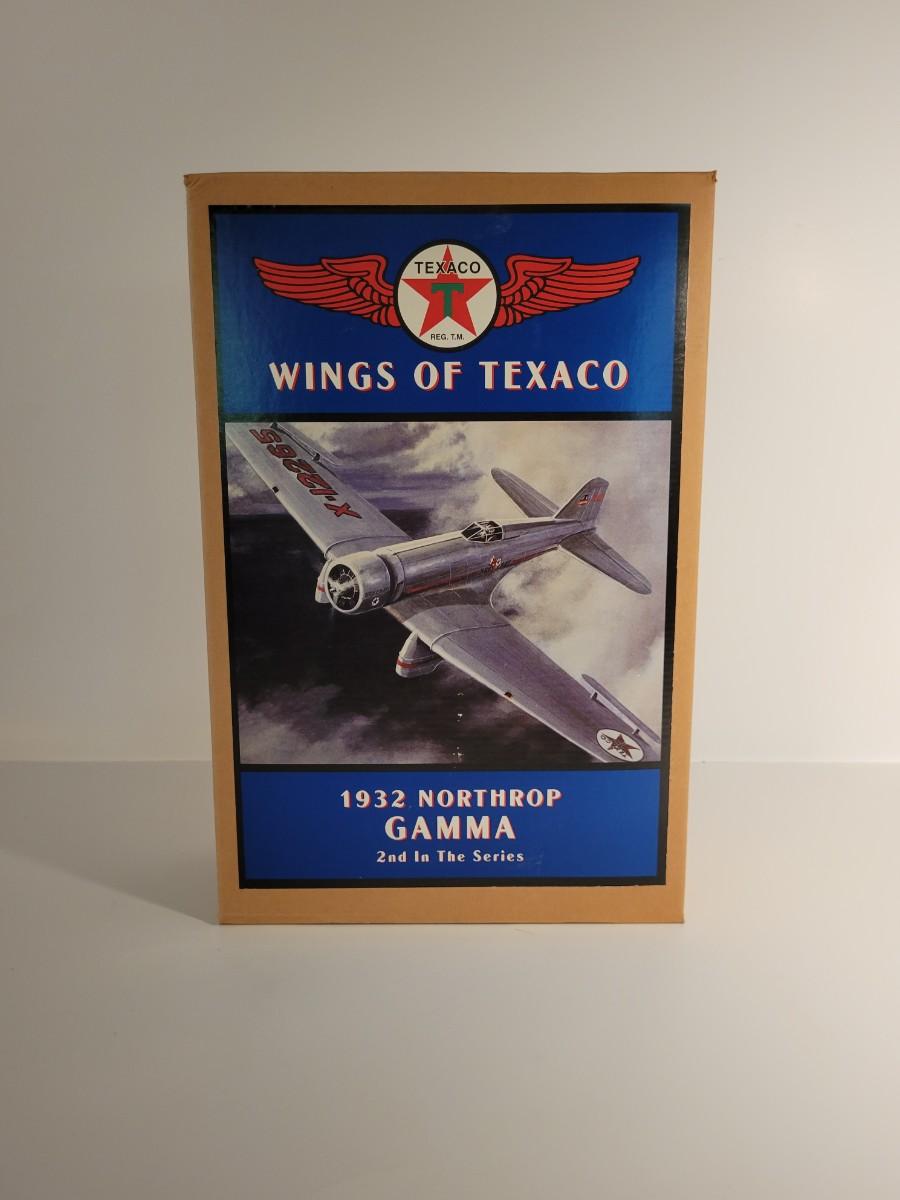 TEXACO
T
REG. T.M.
WINGS OF TEXACO
X-12265
1932 NORTHROP
GAMMA
2nd In The Series